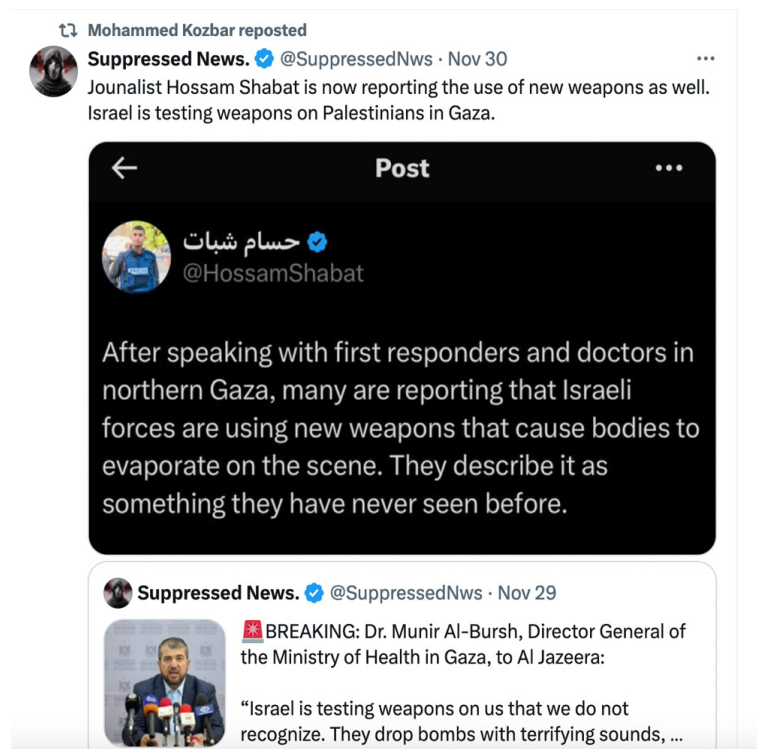 Mohammed Kozbar reposted
Suppressed News. @SuppressedNws · Nov 30
Jounalist Hossam Shabat is now reporting the use of new weapons as well.
Israel is testing weapons on Palestinians in Gaza.
Post
حسام شبات
@HossamShabat
PRESS
After speaking with first responders and doctors in
northern Gaza, many are reporting that Israeli
forces are using new weapons that cause bodies to
evaporate on the scene. They describe it as
something they have never seen before.
Suppressed News. @SuppressedNws · Nov 29
🚨BREAKING: Dr. Munir Al-Bursh, Director General of
the Ministry of Health in Gaza, to Al Jazeera:
“Israel is testing weapons on us that we do not
recognize. They drop bombs with terrifying sounds, ...